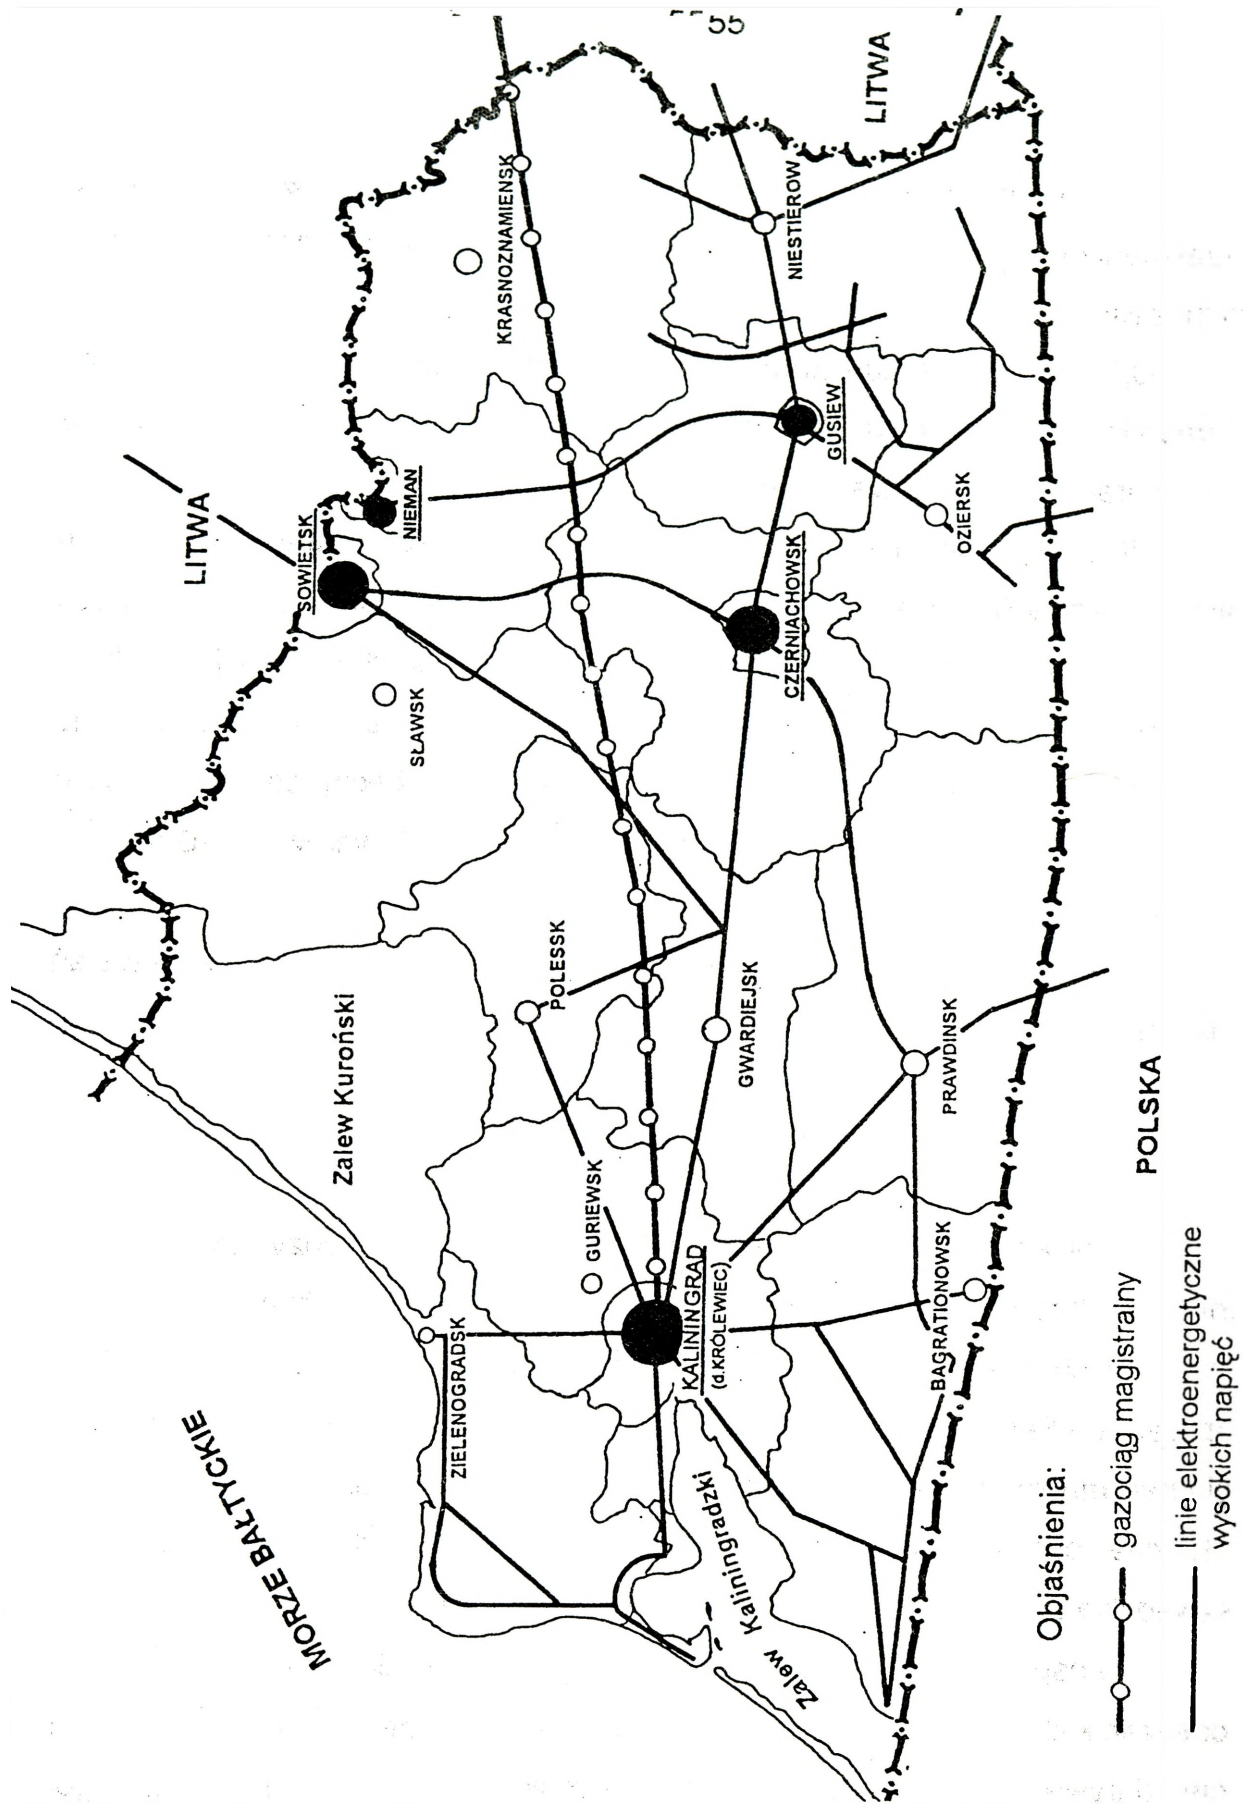 55
LITWA
MORZE BAŁTYCKIE
Zalew Kuroński
LITWA
SOWIETSK
NIEMAN
SŁAWSK
KRASNOZNAMIENSK
ZIELENOGRADSK
POLESSK
GURIEWSK
KALININGRAD
(d.KRÓLEWIEC)
GWARDIEJSK
CZERNIACHOWSK
GUSIEW
NIESTIEROW
Zalew Kaliningradzki
BAGRATIONOWSK
PRAWDINSK
OZIERSK
POLSKA
Objaśnienia:
gazociąg magistralny
linie elektroenergetyczne
wysokich napięć